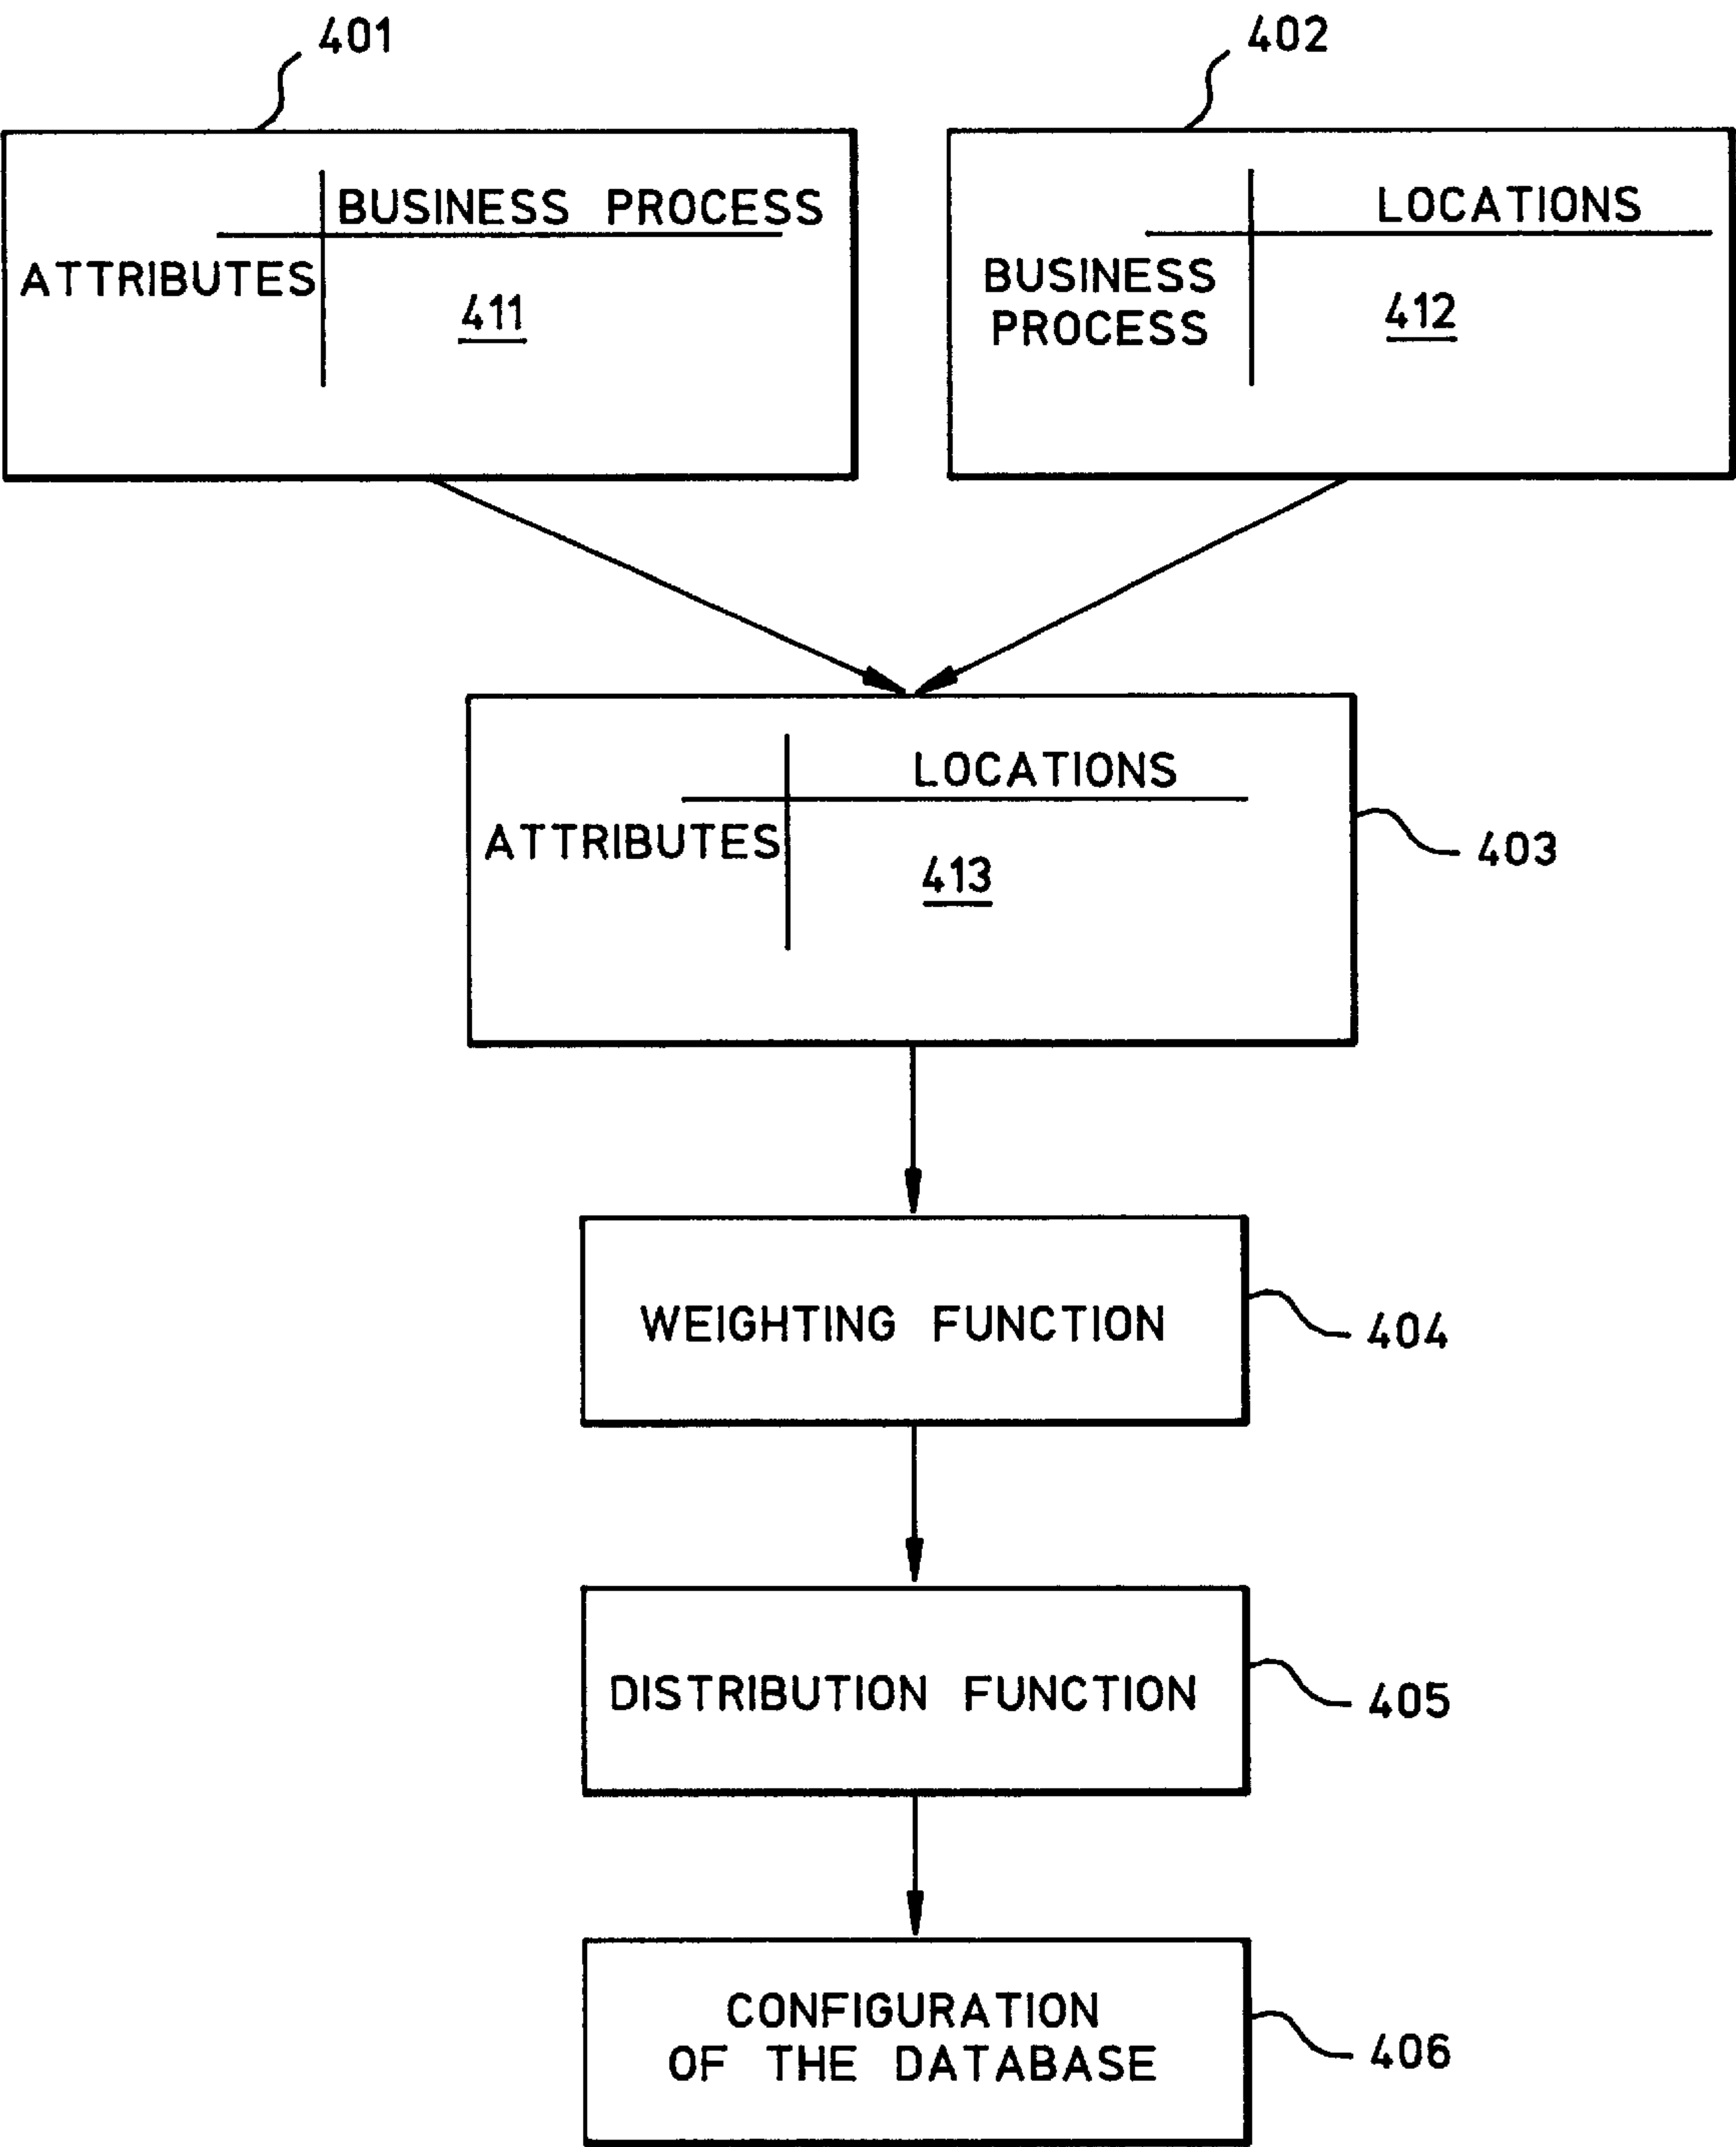 401
402
BUSINESS PROCESS
ATTRIBUTES
411
LOCATIONS
BUSINESS
PROCESS
412
LOCATIONS
ATTRIBUTES
413
403
WEIGHTING FUNCTION
404
DISTRIBUTION FUNCTION
405
CONFIGURATION
OF THE DATABASE
406